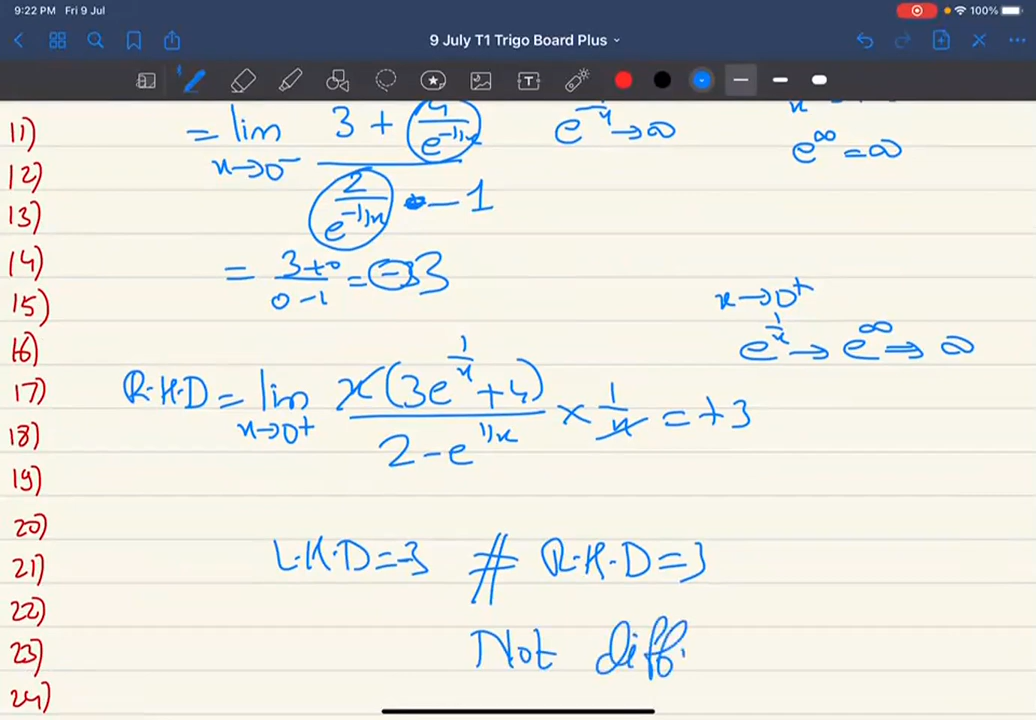 9:22 PM Fri 9 Jul 100%
9 July T1 Trigo Board Plus
11) = lim x→0⁻ (3 + 4/e^(-1/x)) / (2/e^(-1/x) - 1)
e^(-1/x) → ∞
e^∞ = ∞
12)
13)
14) = (3+0)/(0-1) = -3
15) x→0⁺
16) e^(1/x) → e^∞ ⇒ ∞
17) R.H.D = lim x→0⁺ x(3e^(1/x) + 4)/(2 - e^(1/x)) × 1/x = +3
18)
19)
20)
21) L.H.D = -3 # R.H.D = 3
22)
23) Not diff.
24)